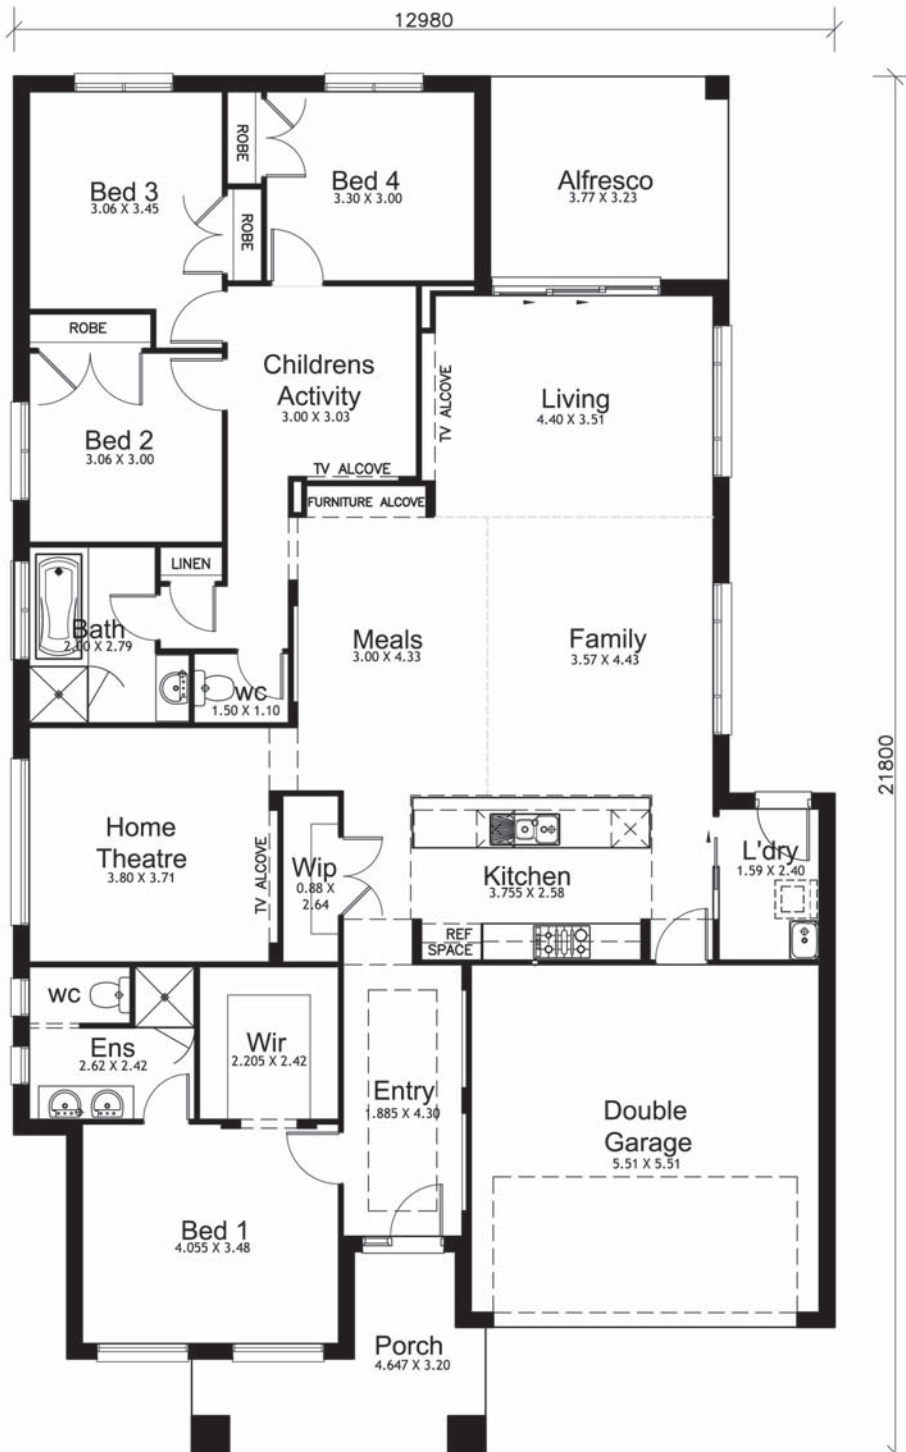 12980
Bed 3
3.06 X 3.45
ROBE
Bed 4
3.30 X 3.00
Alfresco
3.77 X 3.23
ROBE
ROBE
Childrens
Activity
3.00 X 3.03
TV ALCOVE
Living
4.40 X 3.51
Bed 2
3.06 X 3.00
TV ALCOVE
FURNITURE ALCOVE
LINEN
Bath
2.00 X 2.79
Meals
3.00 X 4.33
Family
3.57 X 4.43
WC
1.50 X 1.10
21800
Home
Theatre
3.80 X 3.71
TV ALCOVE
Wip
0.88 X
2.64
Kitchen
3.755 X 2.58
L'dry
1.59 X 2.40
REF
SPACE
WC
Ens
2.62 X 2.42
Wir
2.205 X 2.42
Entry
1.885 X 4.30
Double
Garage
5.51 X 5.51
Bed 1
4.055 X 3.48
Porch
4.647 X 3.20